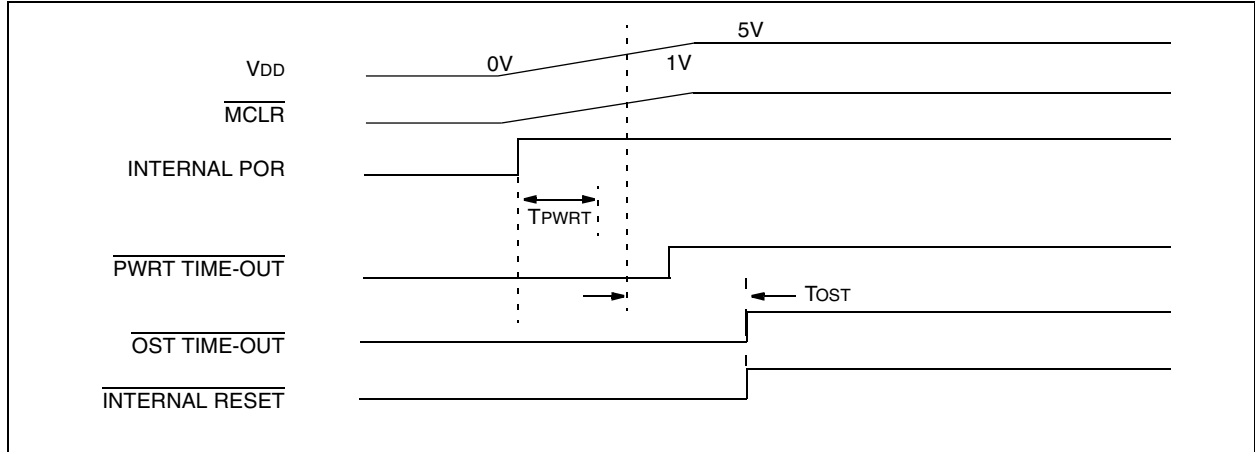 5V
VDD
0V
1V
MCLR
INTERNAL POR
TPWRT
PWRT TIME-OUT
TOST
OST TIME-OUT
INTERNAL RESET